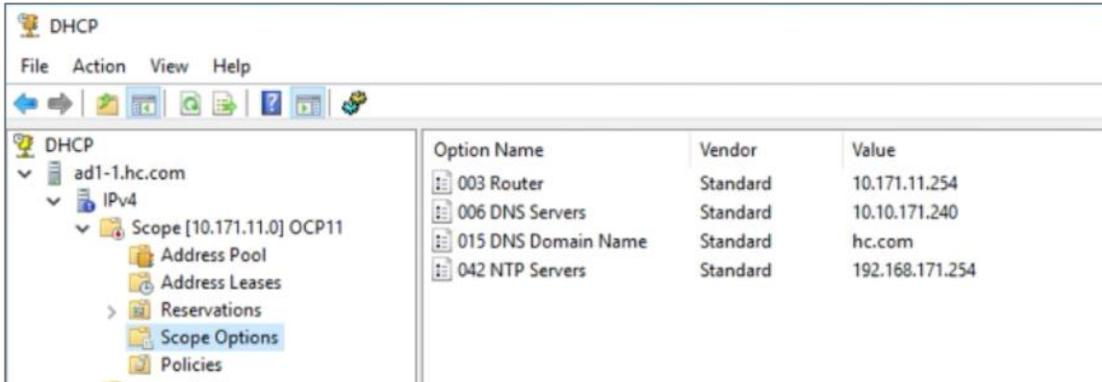 DHCP
File Action View Help
DHCP
ad1-1.hc.com
IPv4
Scope [10.171.11.0] OCP11
Address Pool
Address Leases
Reservations
Scope Options
Policies
Option Name Vendor Value
003 Router Standard 10.171.11.254
006 DNS Servers Standard 10.10.171.240
015 DNS Domain Name Standard hc.com
042 NTP Servers Standard 192.168.171.254